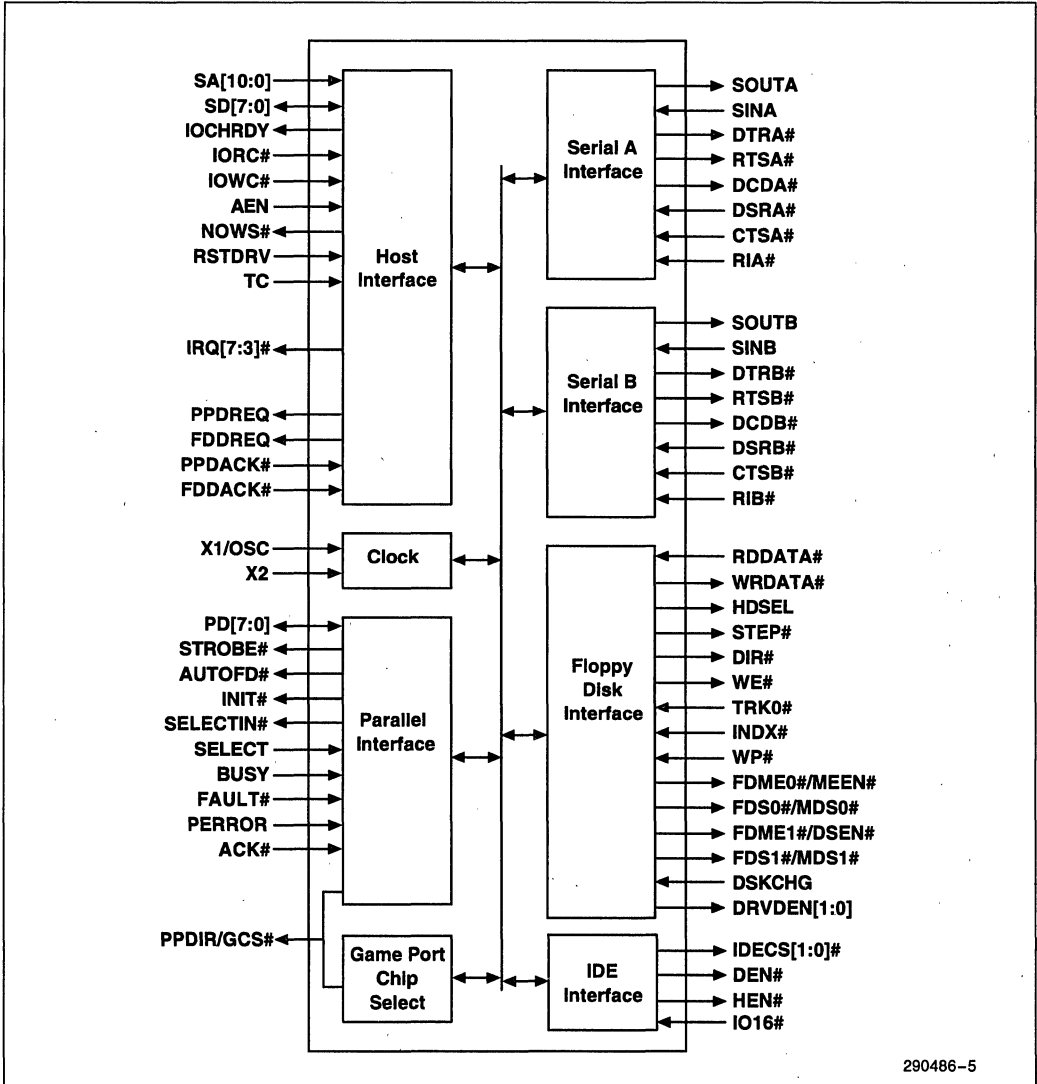 SA[10:0]
SD[7:0]
IOCHRDY
IORC#
IOWC#
AEN
NOWS#
RSTDRV
TC
IRQ[7:3]#
PPDREQ
FDDREQ
PPDACK#
FDDACK#
Host
Interface
X1/OSC
X2
Clock
PD[7:0]
STROBE#
AUTOFD#
INIT#
SELECTIN#
SELECT
BUSY
FAULT#
PERROR
ACK#
Parallel
Interface
PPDIR/GCS#
Game Port
Chip
Select
Serial A
Interface
SOUTA
SINA
DTRA#
RTSA#
DCDA#
DSRA#
CTSA#
RIA#
Serial B
Interface
SOUTB
SINB
DTRB#
RTSB#
DCDB#
DSRB#
CTSB#
RIB#
Floppy
Disk
Interface
RDDATA#
WRDATA#
HDSEL
STEP#
DIR#
WE#
TRK0#
INDX#
WP#
FDME0#/MEEN#
FDS0#/MDS0#
FDME1#/DSEN#
FDS1#/MDS1#
DSKCHG
DRVDEN[1:0]
IDE
Interface
IDECS[1:0]#
DEN#
HEN#
IO16#
290486-5